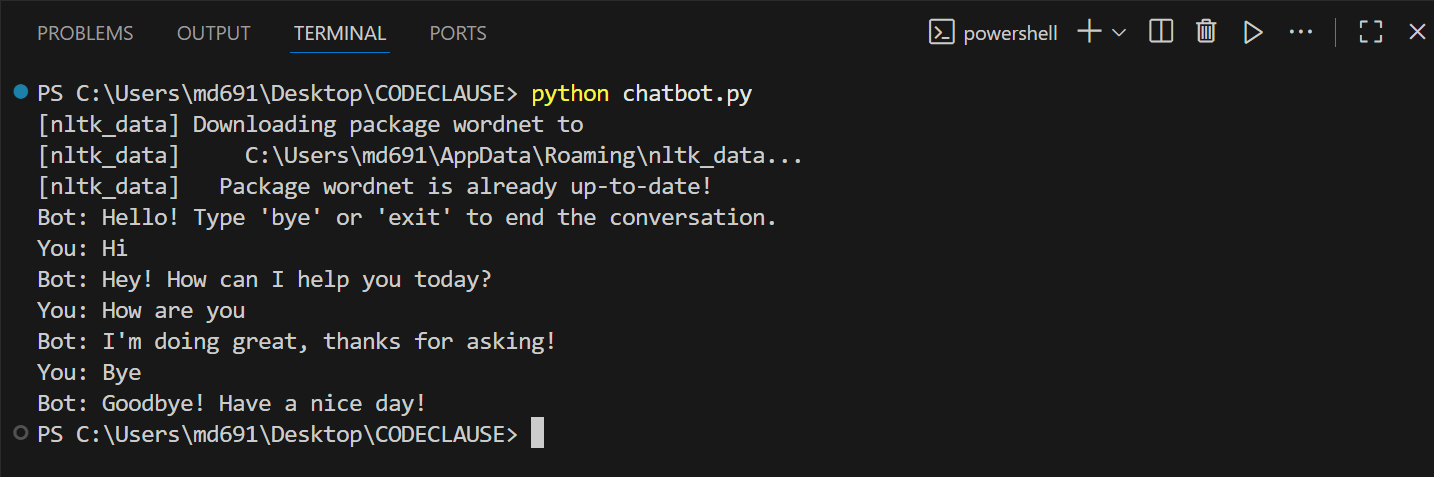 PROBLEMS OUTPUT TERMINAL PORTS powershell
PS C:\Users\md691\Desktop\CODECLAUSE> python chatbot.py
[nltk_data] Downloading package wordnet to
[nltk_data]     C:\Users\md691\AppData\Roaming\nltk_data...
[nltk_data]   Package wordnet is already up-to-date!
Bot: Hello! Type 'bye' or 'exit' to end the conversation.
You: Hi
Bot: Hey! How can I help you today?
You: How are you
Bot: I'm doing great, thanks for asking!
You: Bye
Bot: Goodbye! Have a nice day!
PS C:\Users\md691\Desktop\CODECLAUSE>